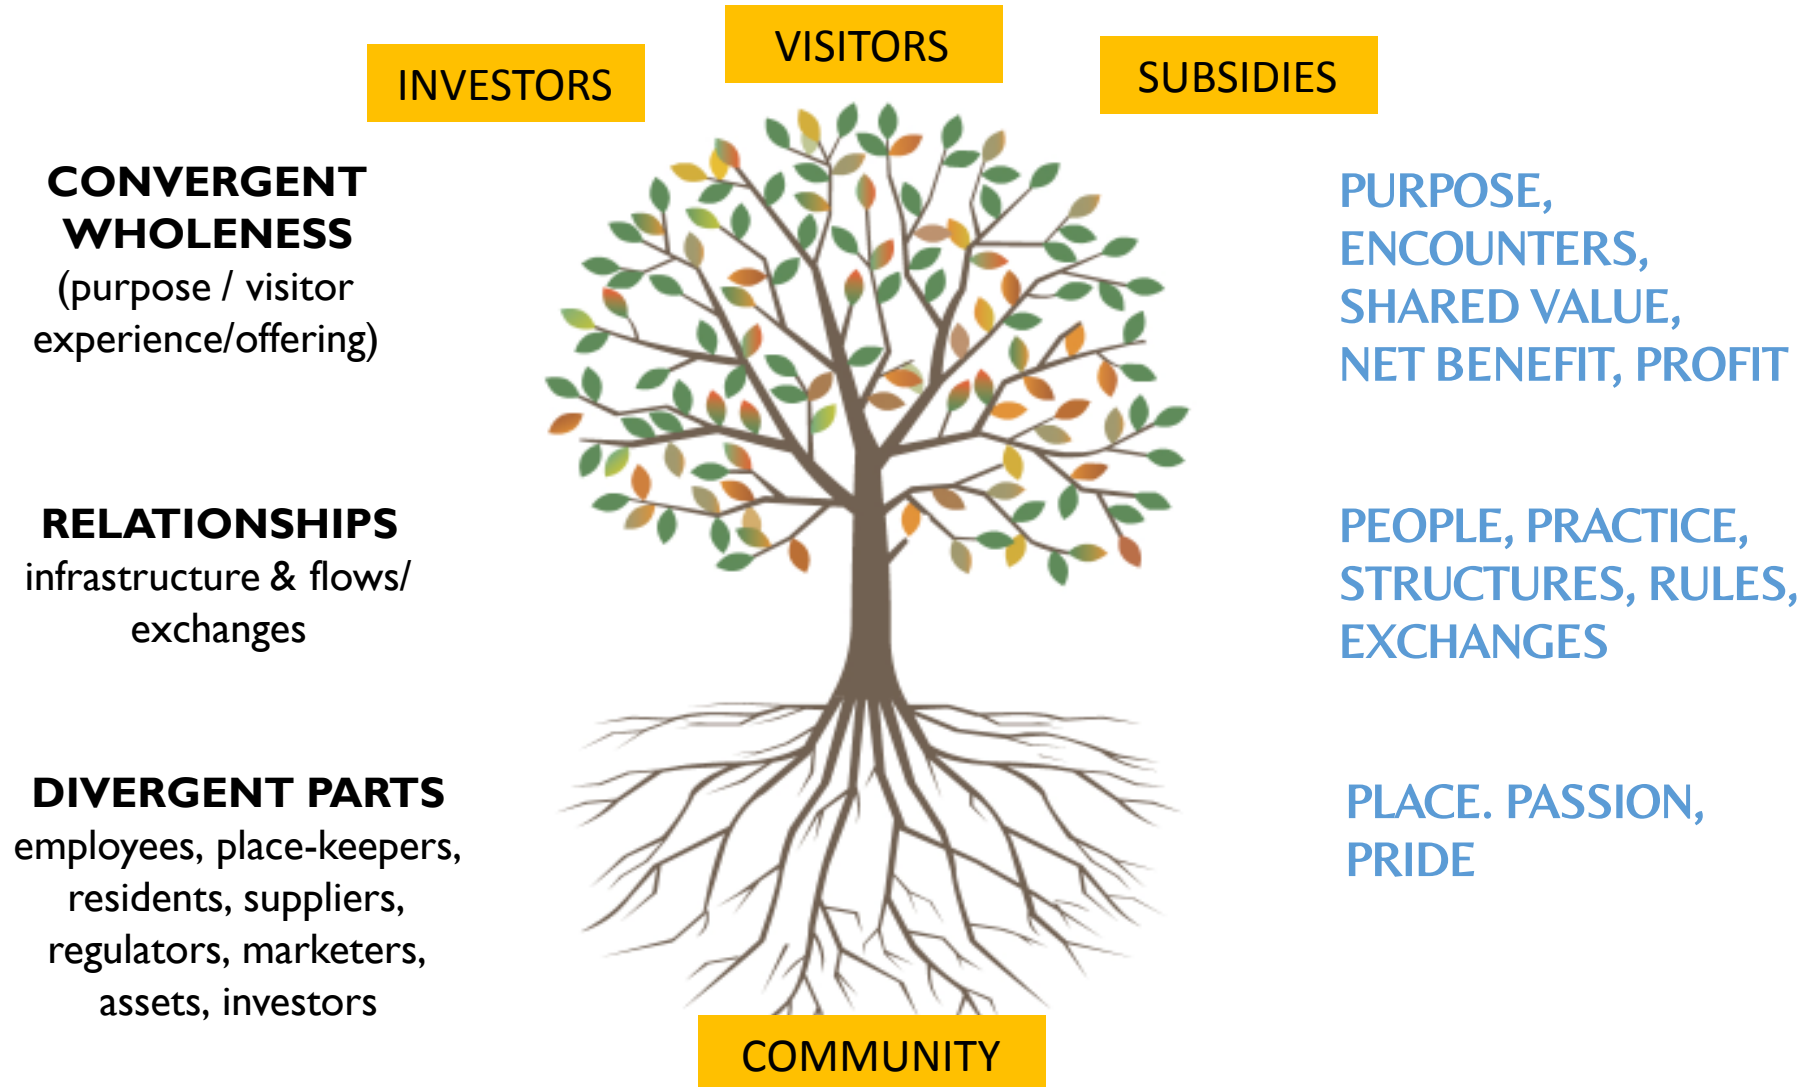 INVESTORS
VISITORS
SUBSIDIES
CONVERGENT
WHOLENESS
(purpose / visitor
experience/offering)
PURPOSE,
ENCOUNTERS,
SHARED VALUE,
NET BENEFIT, PROFIT
RELATIONSHIPS
infrastructure & flows/
exchanges
PEOPLE, PRACTICE,
STRUCTURES, RULES,
EXCHANGES
DIVERGENT PARTS
employees, place-keepers,
residents, suppliers,
regulators, marketers,
assets, investors
PLACE. PASSION,
PRIDE
COMMUNITY